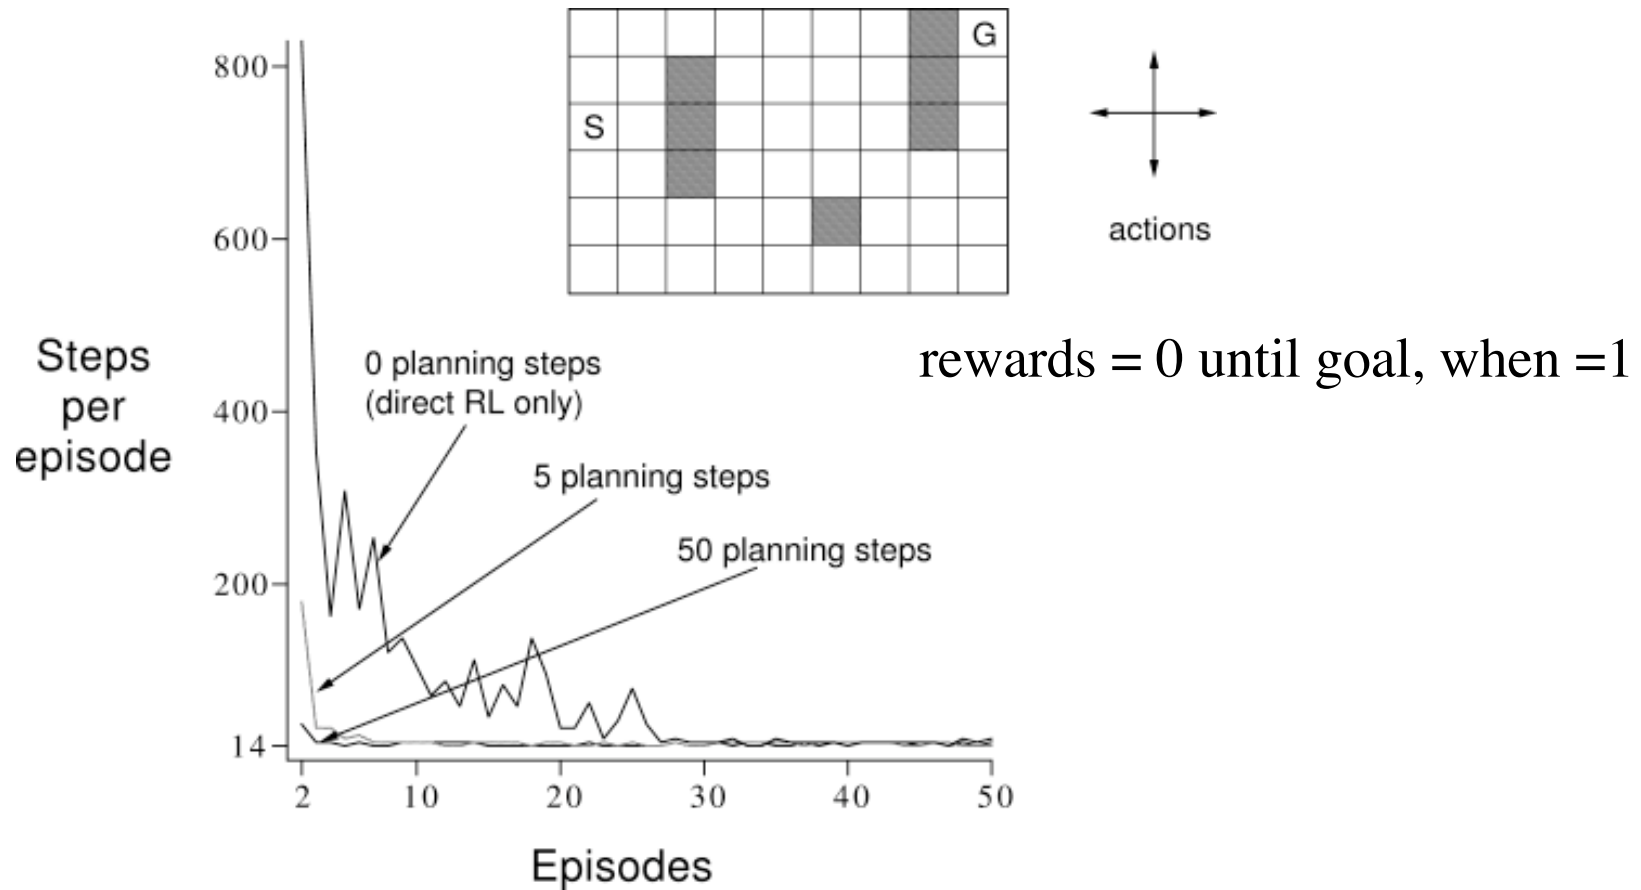 800
600
400
200
14
Steps
per
episode
2
10
20
30
40
50
Episodes
0 planning steps
(direct RL only)
5 planning steps
50 planning steps
G
S
actions
rewards = 0 until goal, when =1